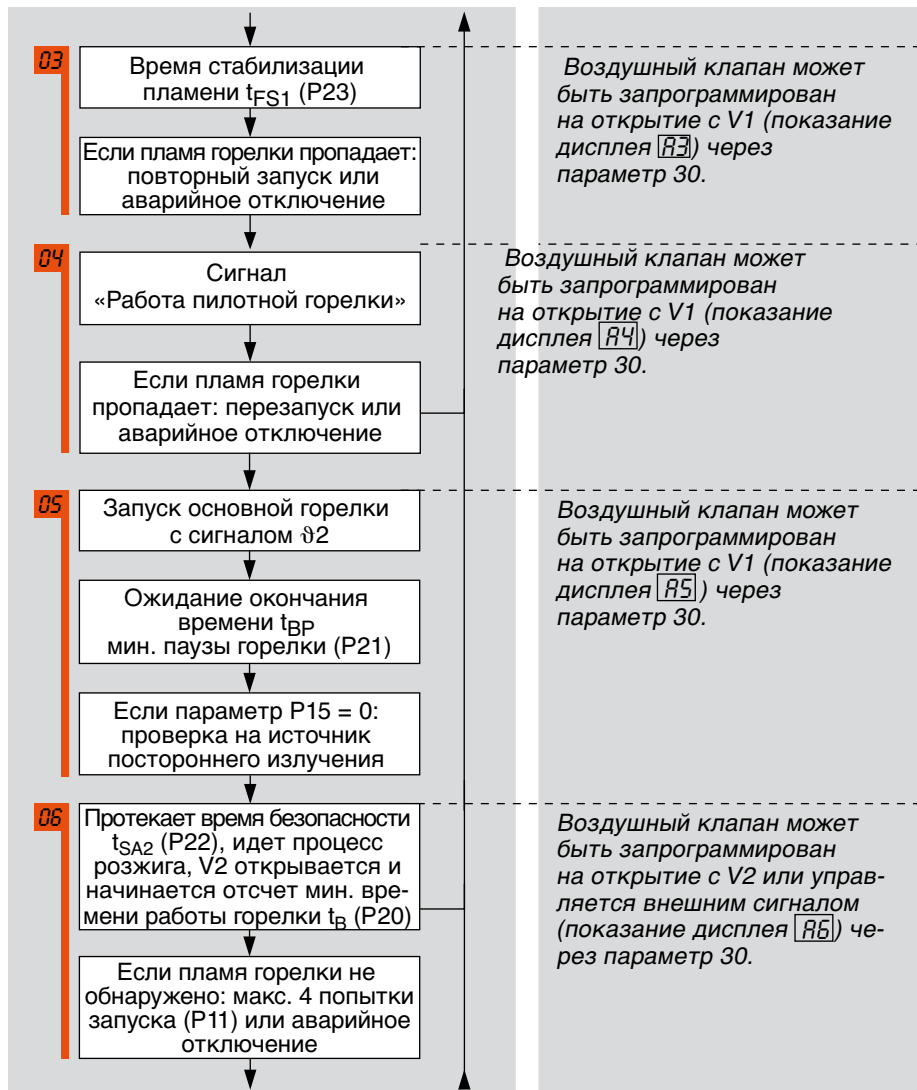 03
Время стабилизации
пламени tFS1 (P23)
Если пламя горелки пропадает:
повторный запуск или
аварийное отключение
Воздушный клапан может
быть запрограммирован
на открытие с V1 (показание
дисплея A3) через
параметр 30.
04
Сигнал
«Работа пилотной горелки»
Если пламя горелки
пропадает: перезапуск или
аварийное отключение
Воздушный клапан может
быть запрограммирован
на открытие с V1 (показание
дисплея A4) через
параметр 30.
05
Запуск основной горелки
с сигналом ϑ2
Ожидание окончания
времени tBP
мин. паузы горелки (P21)
Если параметр P15 = 0:
проверка на источник
постороннего излучения
Воздушный клапан может
быть запрограммирован
на открытие с V1 (показание
дисплея A5) через
параметр 30.
06
Протекает время безопасности
tSA2 (P22), идет процесс
розжига, V2 открывается и
начинается отсчет мин. вре-
мени работы горелки tB (P20)
Если пламя горелки не
обнаружено: макс. 4 попытки
запуска (P11) или аварийное
отключение
Воздушный клапан может
быть запрограммирован
на открытие с V2 или управ-
ляется внешним сигналом
(показание дисплея A6) че-
рез параметр 30.